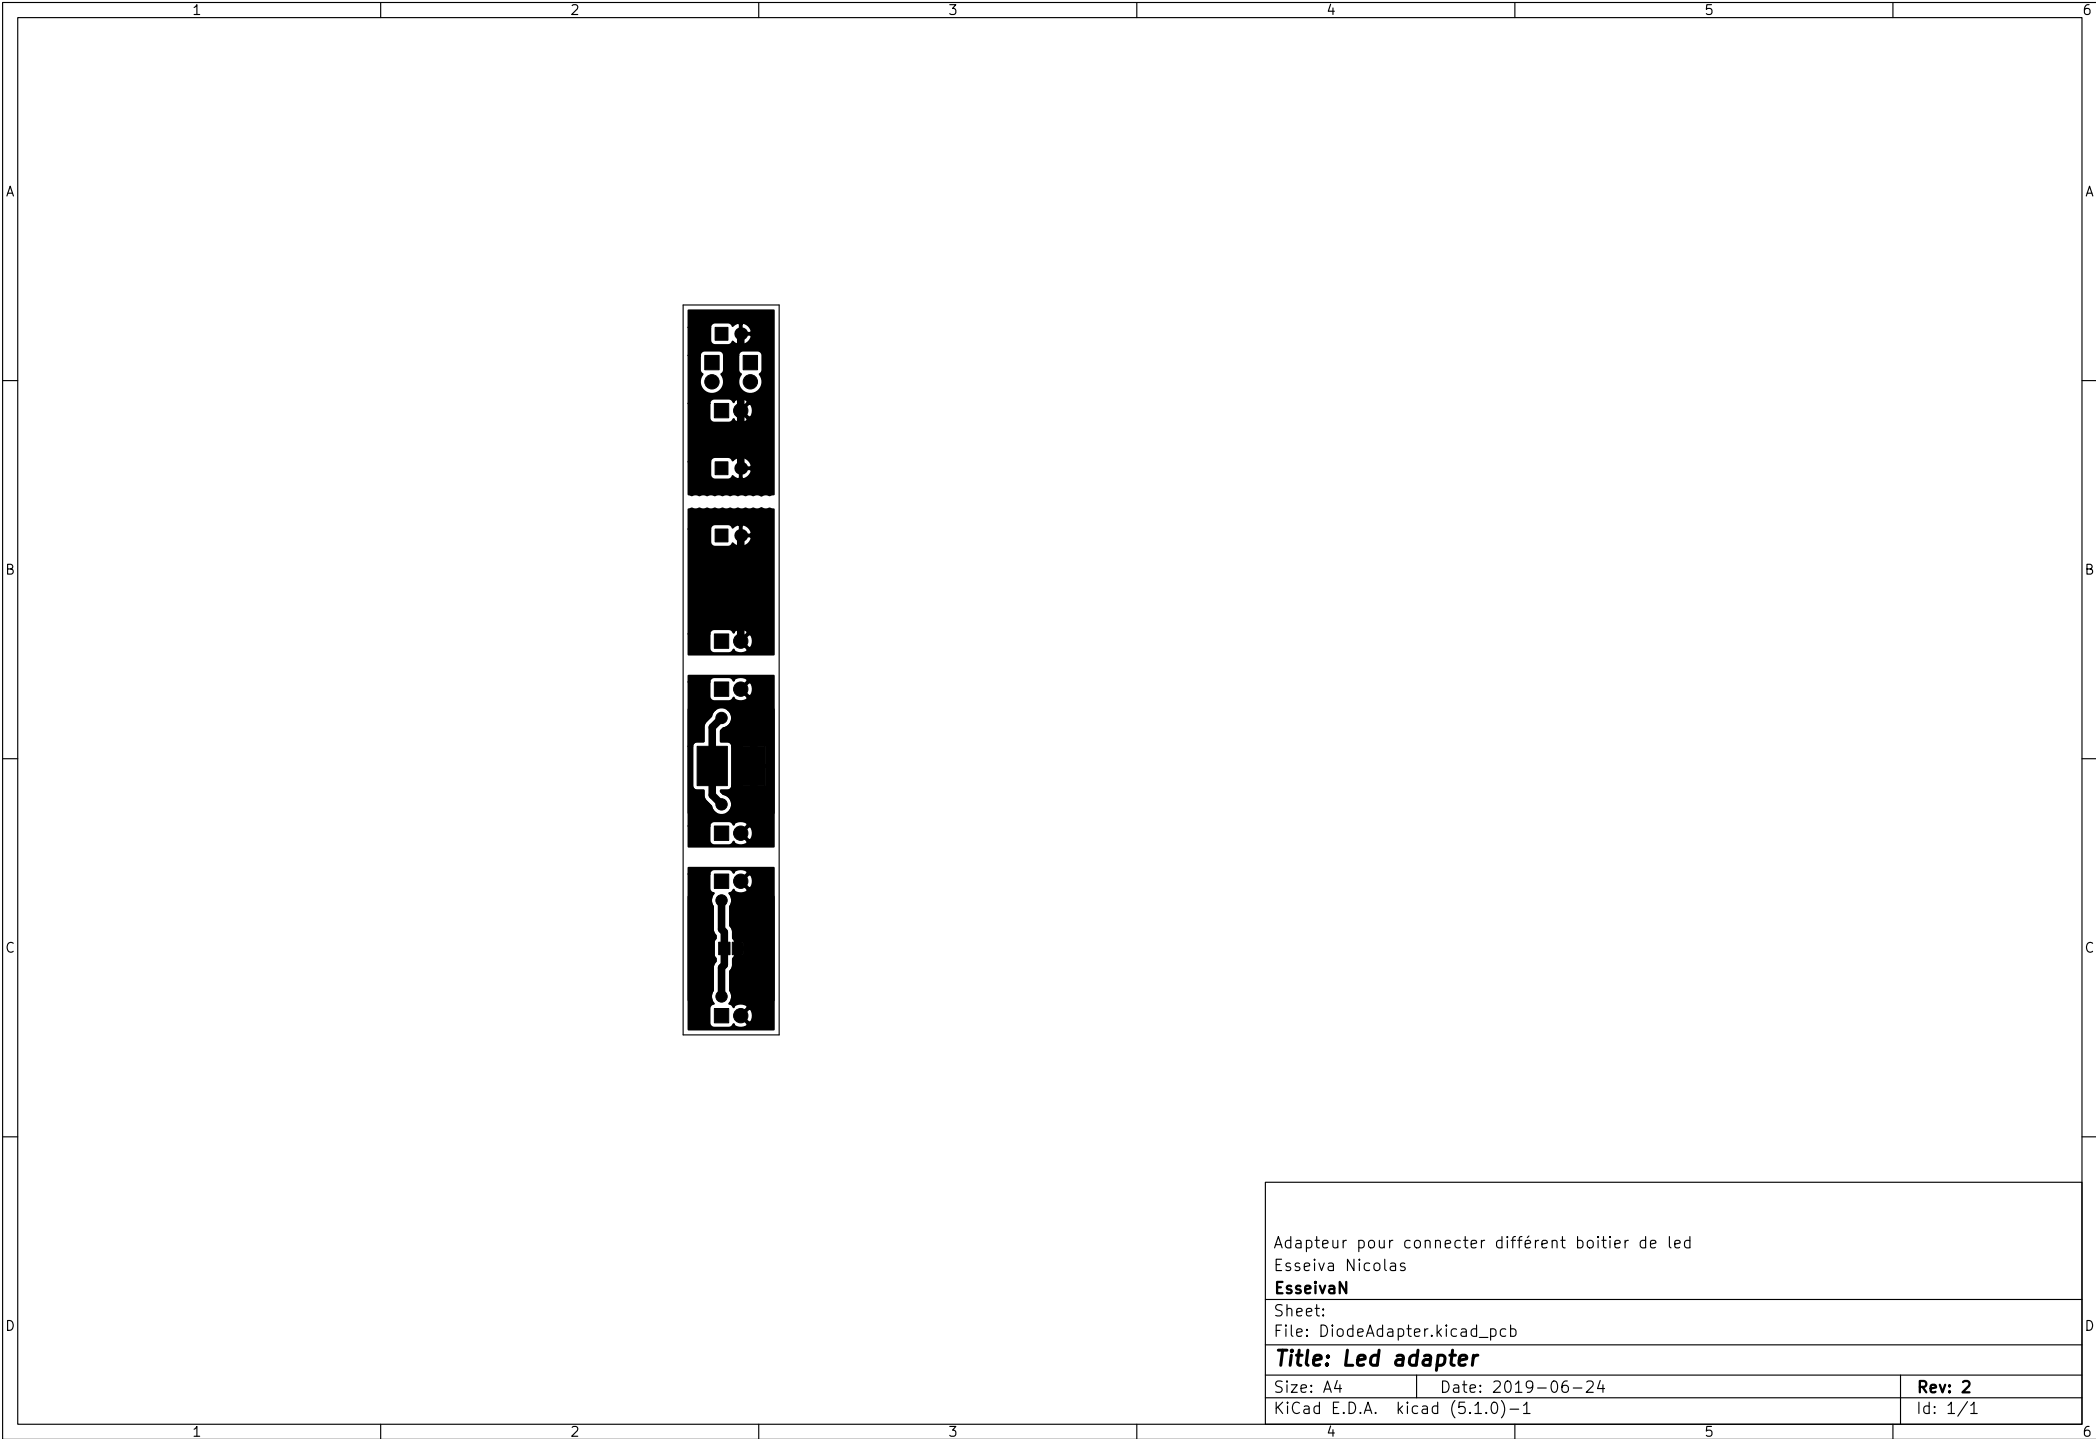 1 2 3 4 5 6
A A
B B
C C
Adapteur pour connecter différent boitier de led
Esseiva Nicolas
EsseivaN
Sheet:
File: DiodeAdapter.kicad_pcb
D D
Title: Led adapter
Size: A4 Date: 2019-06-24 Rev: 2
KiCad E.D.A. kicad (5.1.0)-1 Id: 1/1
1 2 3 4 5 6